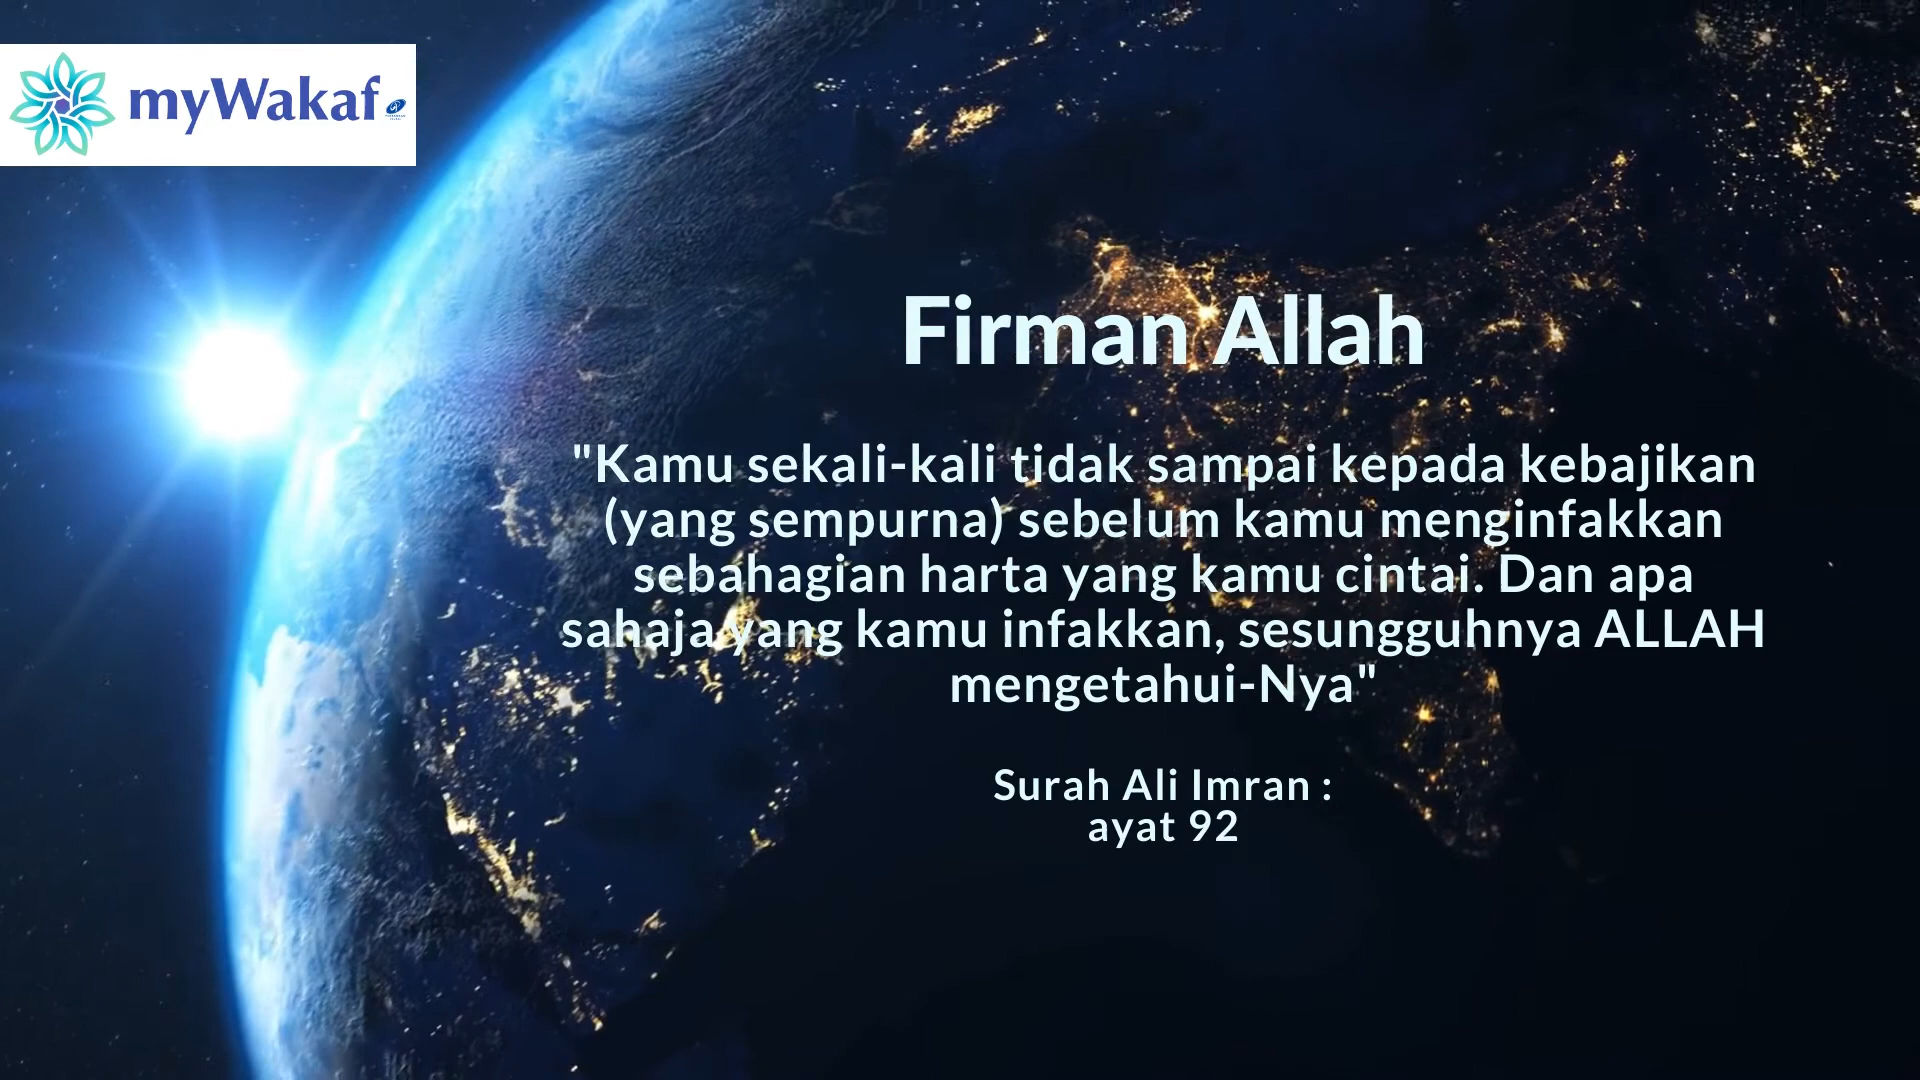 myWakaf
Firman Allah
"Kamu sekali-kali tidak sampai kepada kebajikan
(yang sempurna) sebelum kamu menginfakkan
sebahagian harta yang kamu cintai. Dan apa
sahaja yang kamu infakkan, sesungguhnya ALLAH
mengetahui-Nya"
Surah Ali Imran :
ayat 92